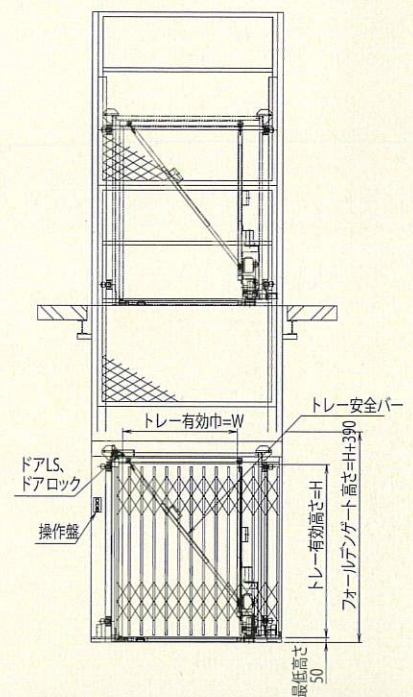 トレー有効巾=W
トレー安全バー
ドアLS、
ドアロック
操作盤
トレー有効高さ=H
フォールデンゲート高さ=H+390
最低高さ
50